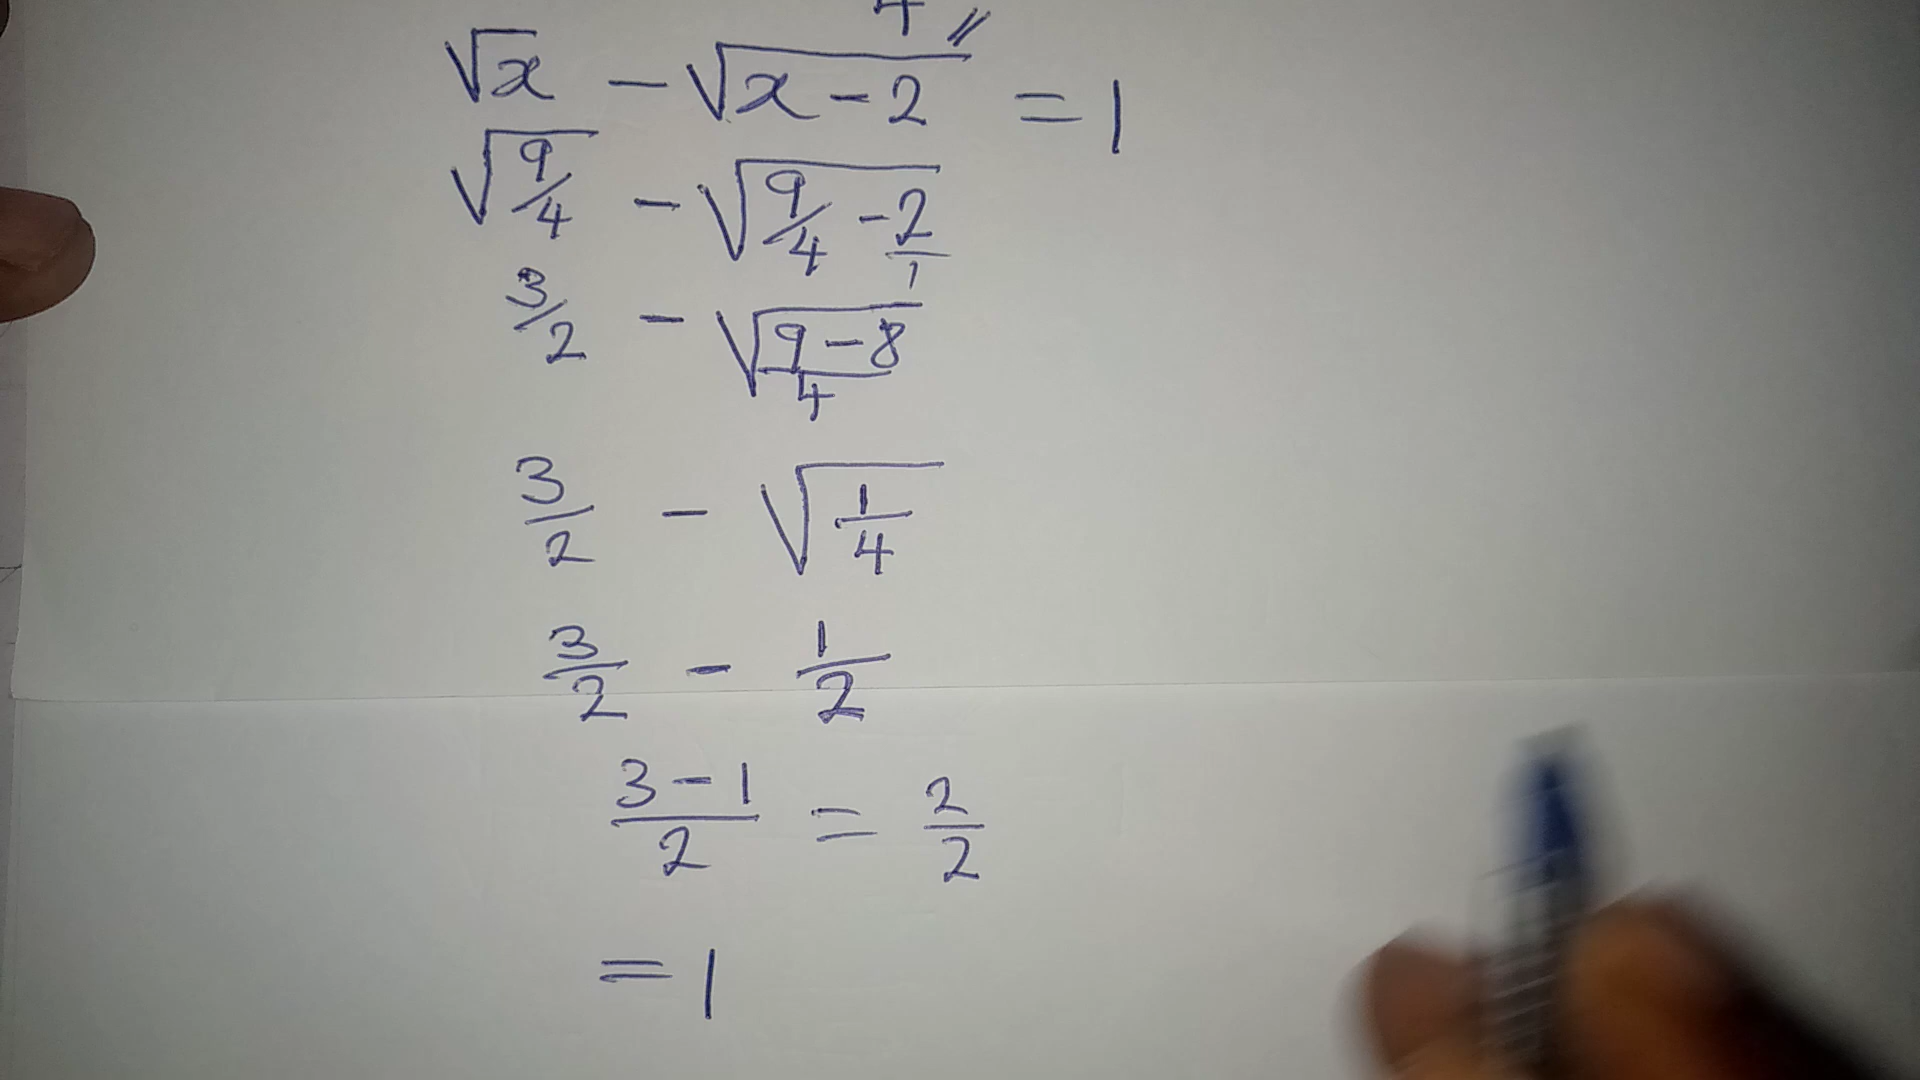 4 //
√x - √(x - 2) = 1
√(9/4) - √(9/4 - 2/1)
3/2 - √((9 - 8)/4)
3/2 - √(1/4)
3/2 - 1/2
(3 - 1)/2 = 2/2
= 1